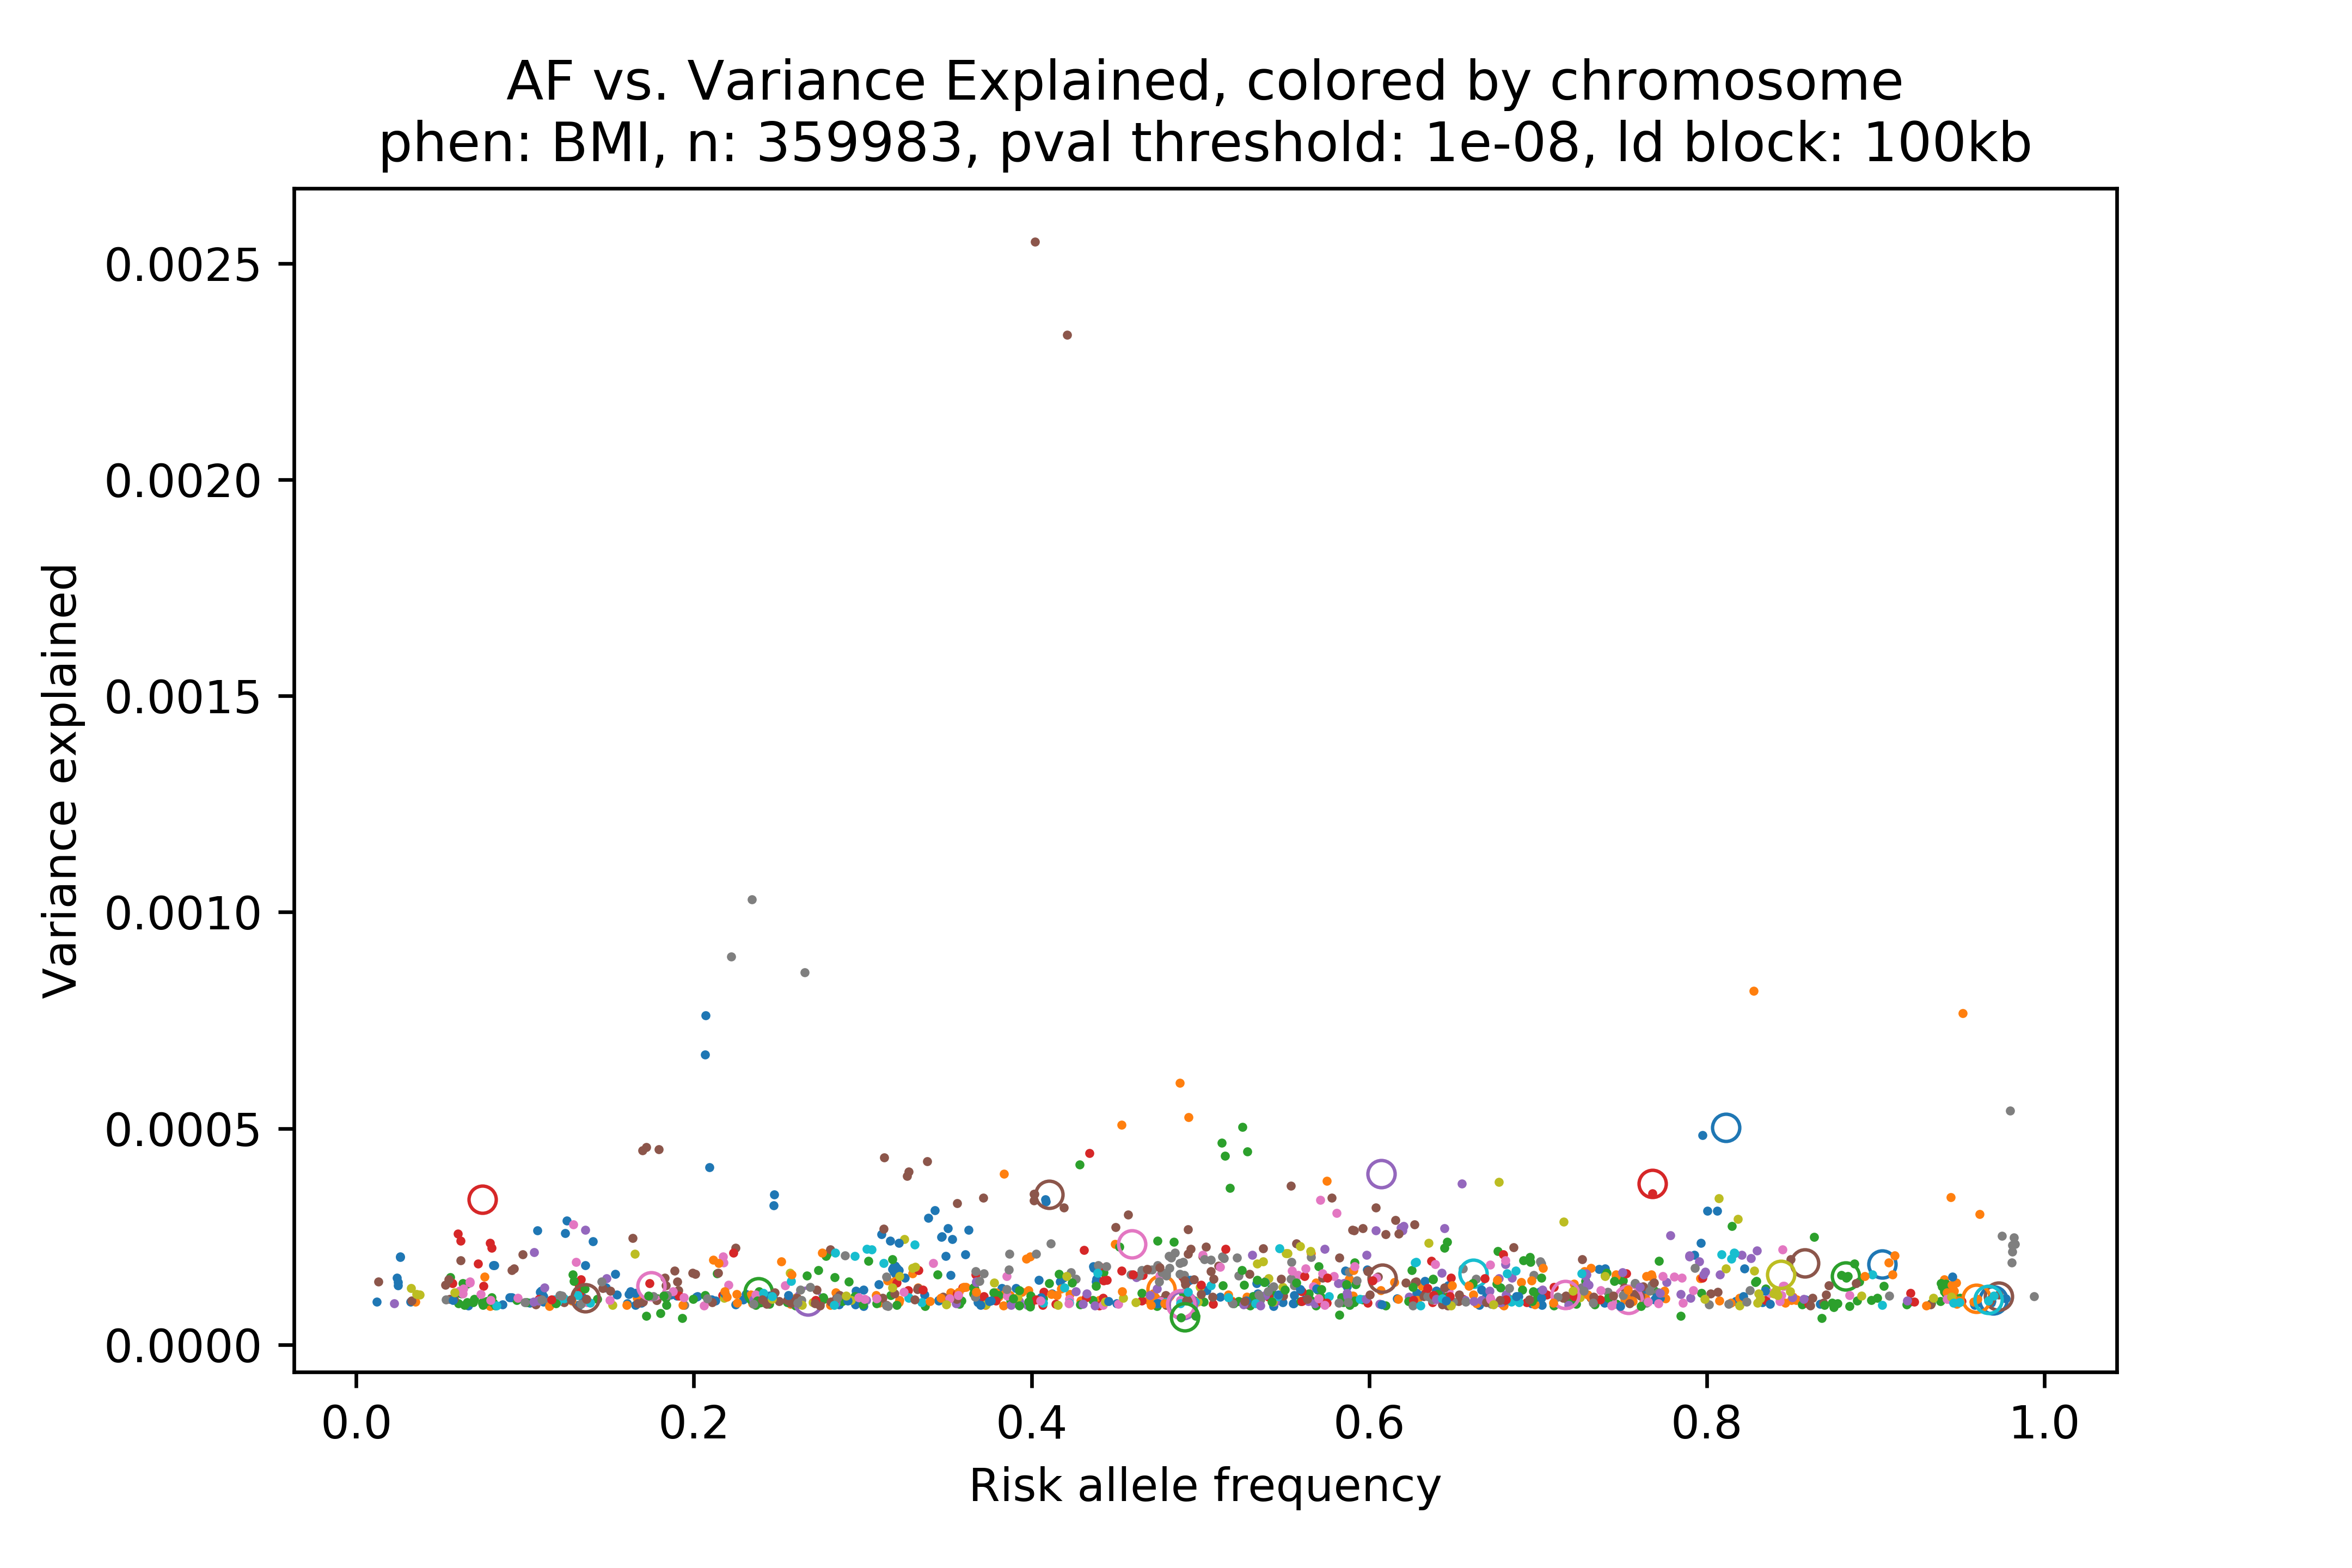 AF vs. Variance Explained, colored by chromosome
phen: BMI, n: 359983, pval threshold: 1e-08, ld block: 100kb
0.0025
0.0020
0.0015
0.0010
0.0005
0.0000
Variance explained
0.0 0.2 0.4 0.6 0.8 1.0
Risk allele frequency